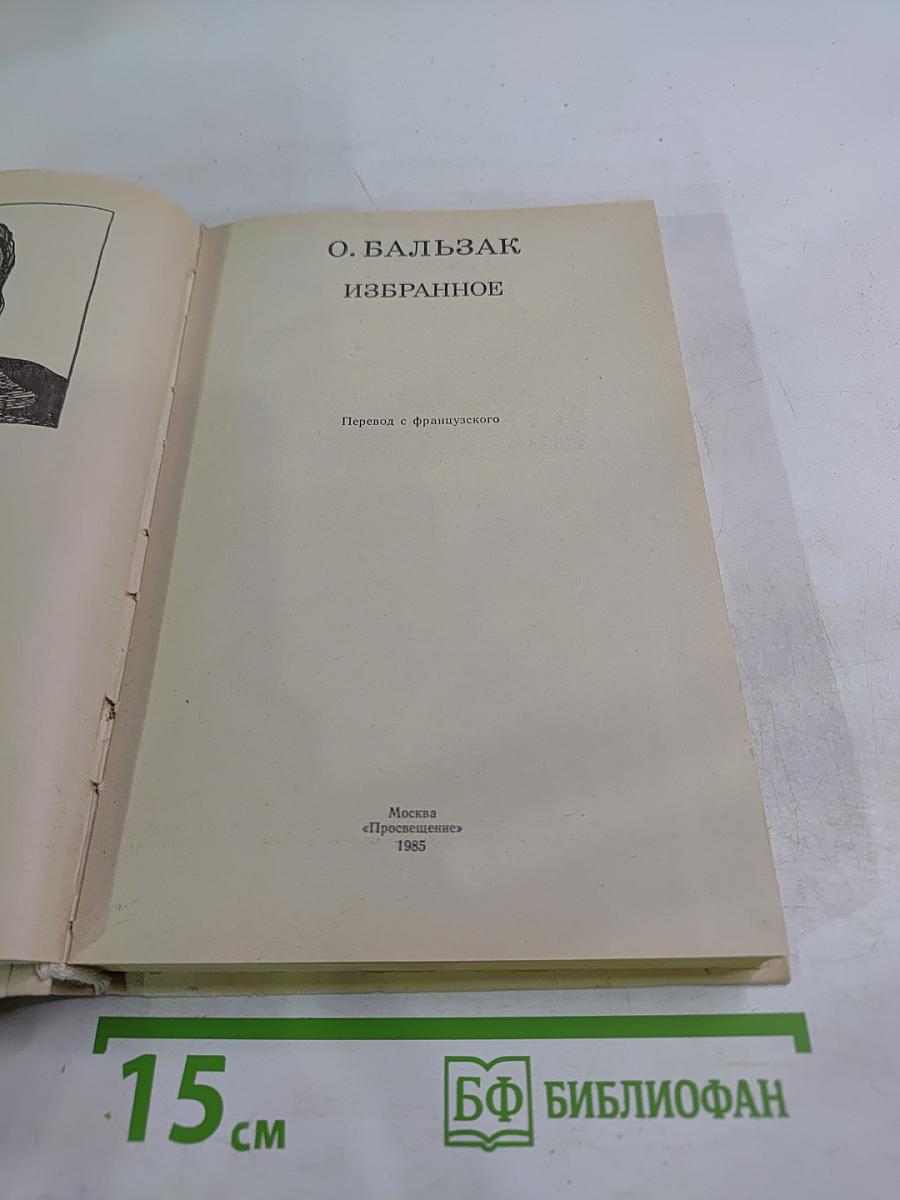 О. БАЛЬЗАК
ИЗБРАННОЕ
Перевод с французского
Москва
«Просвещение»
1985
15 см
БФ БИБЛИОФАН